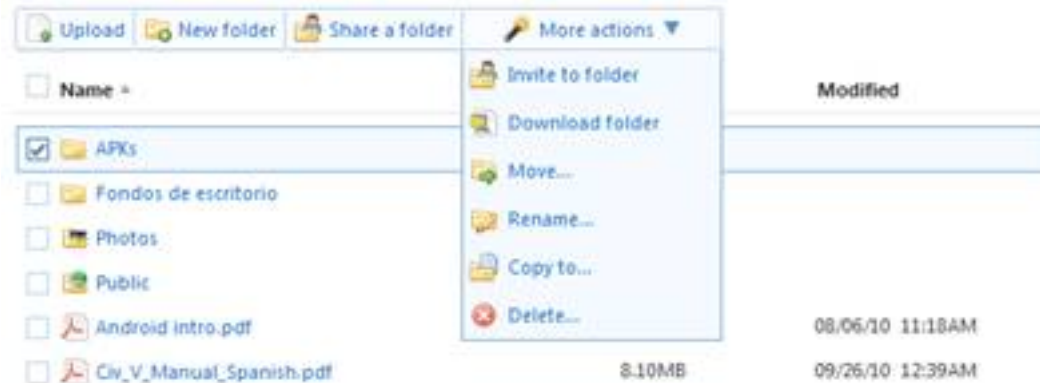 Upload New folder Share a folder More actions
Invite to folder
Name Modified
Download folder
APKs
Move...
Fondos de escritorio
Rename...
Photos
Copy to...
Public
Delete...
Android intro.pdf 08/06/10 11:18AM
Civ_V_Manual_Spanish.pdf 8.10MB 09/26/10 12:39AM